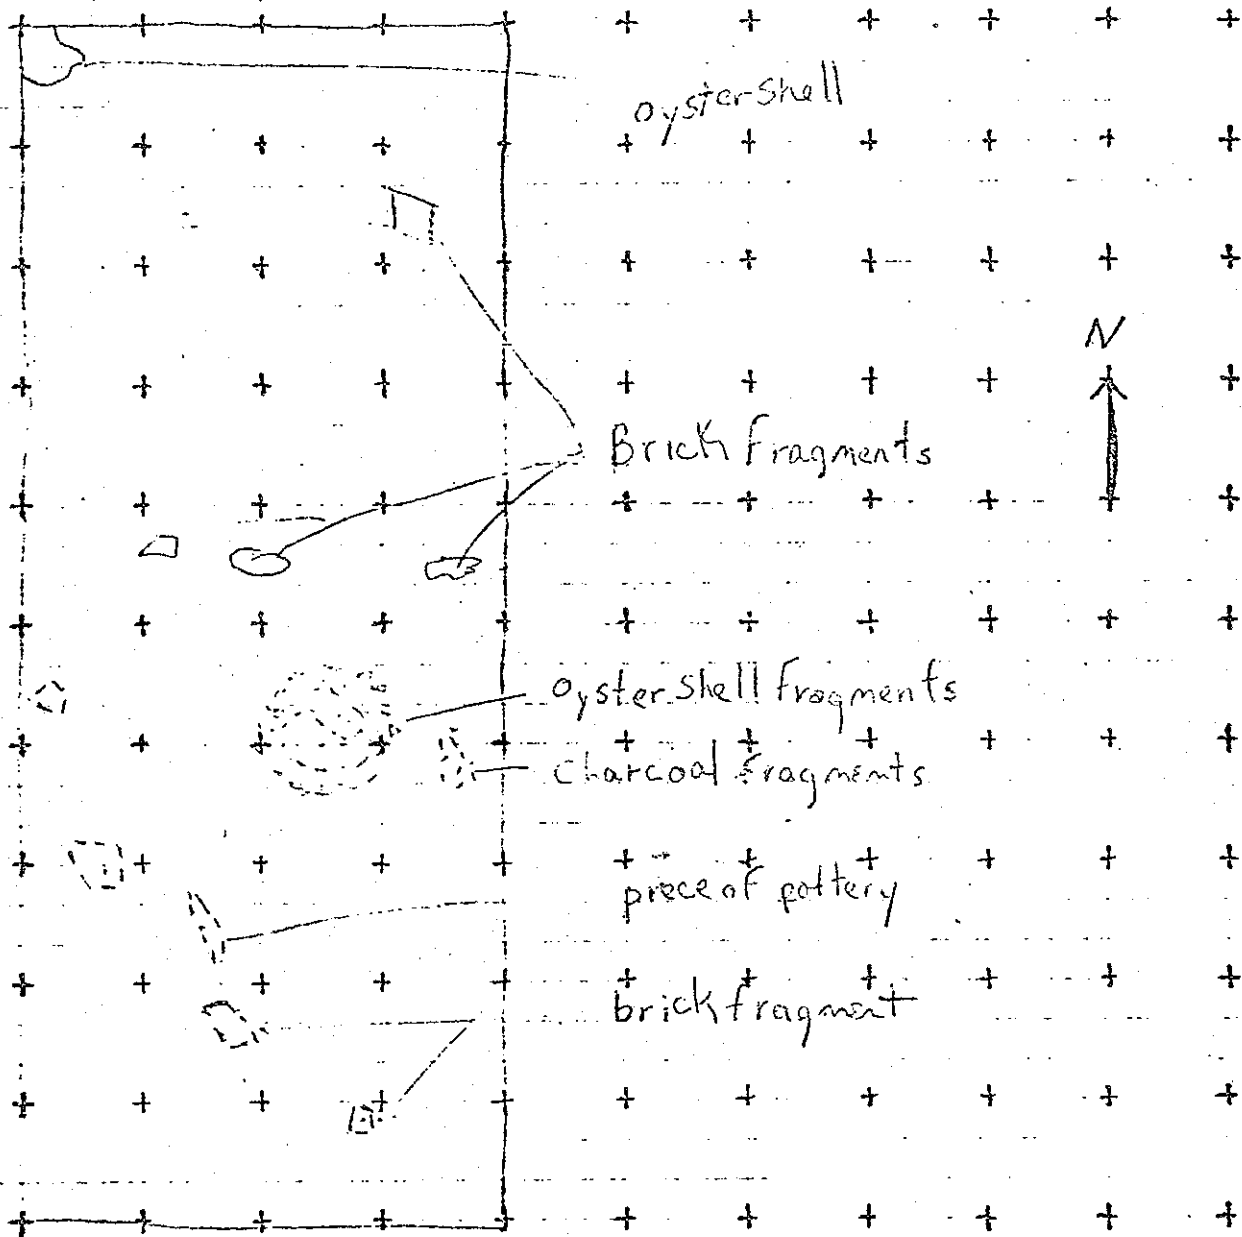 oyster shell
N
Brick fragments
oyster shell fragments
charcoal fragments
piece of pottery
brick fragment